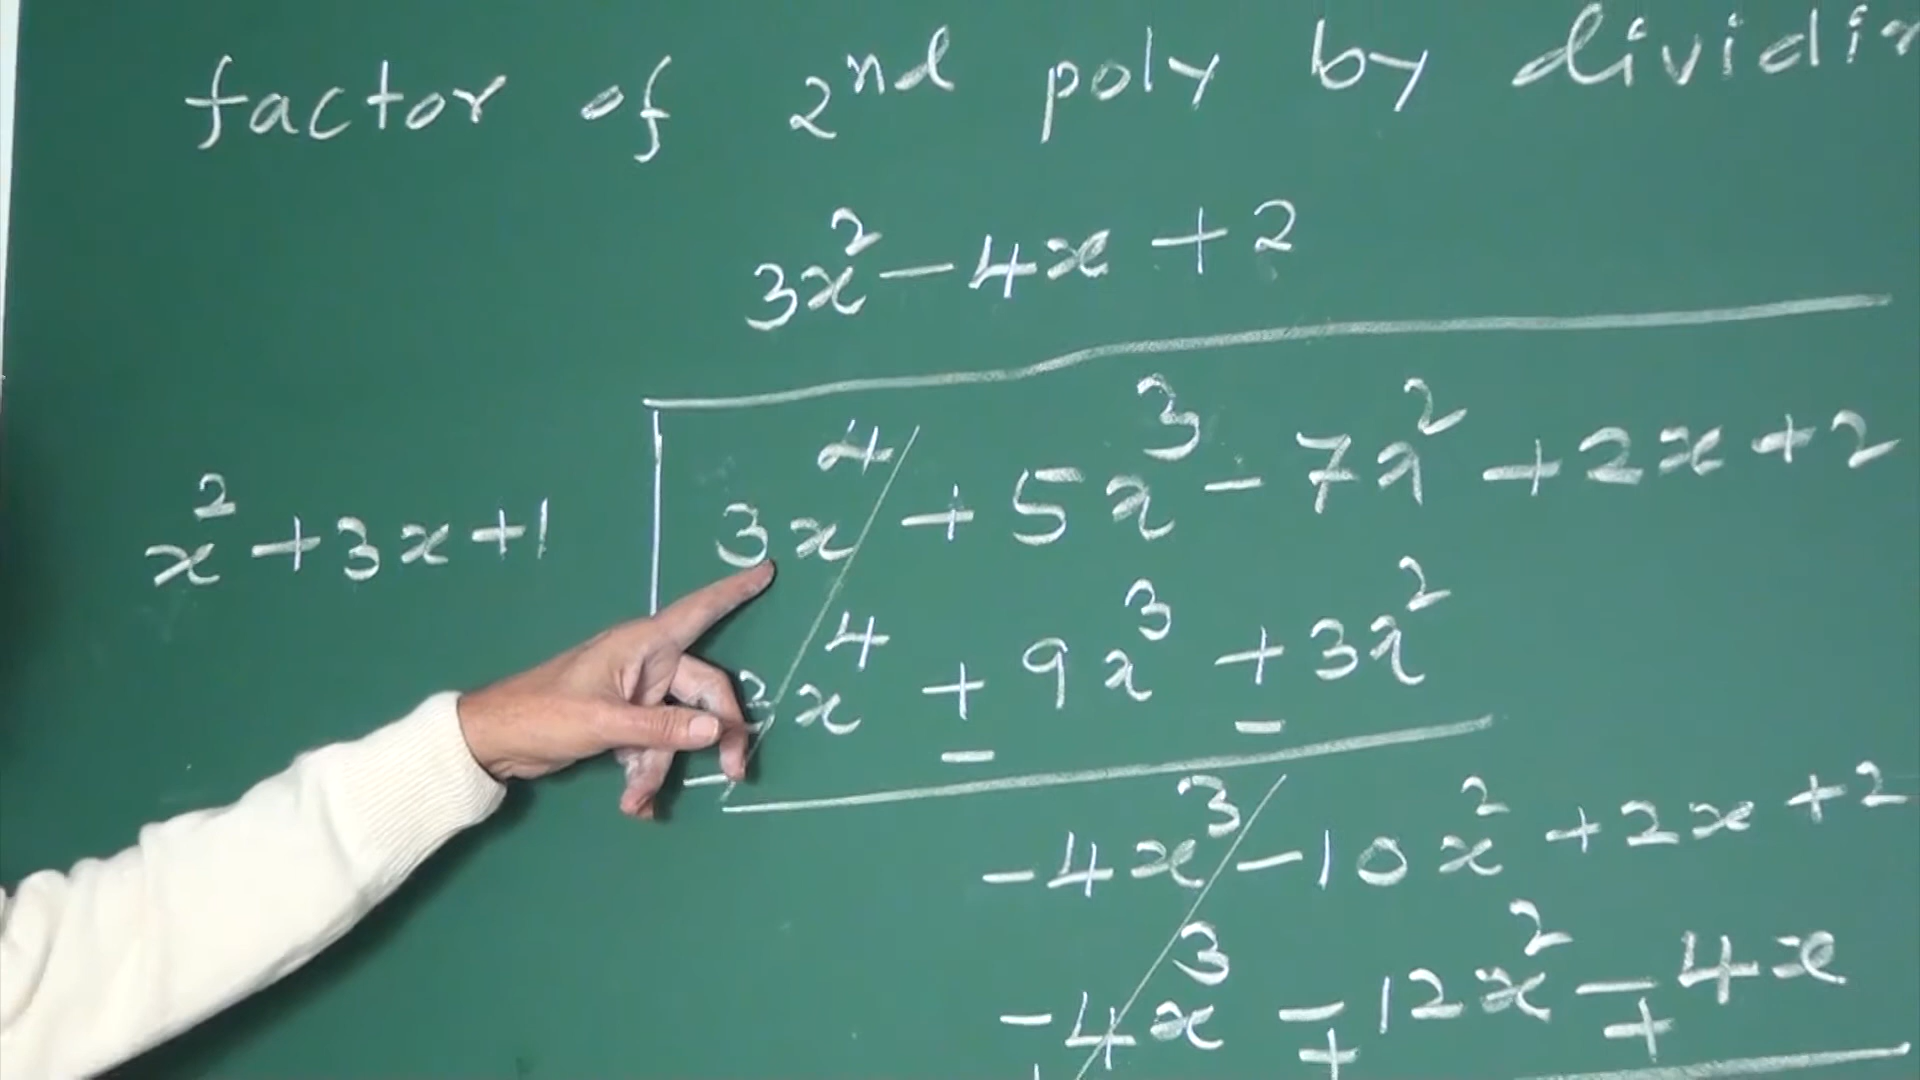 factor of 2nd poly by dividin
3x² - 4x + 2
x² + 3x + 1
3x⁴ + 5x³ - 7x² + 2x + 2
3x⁴ + 9x³ + 3x²
- - -
-4x³ - 10x² + 2x + 2
-4x³ - 12x² - 4x
+ + +